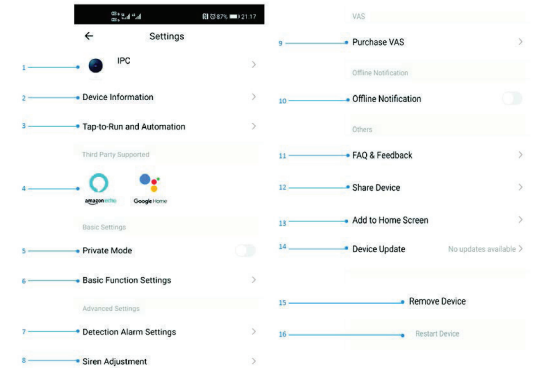 87% 21:17
Settings
1 IPC
2 Device Information
3 Tap-to-Run and Automation
Third Party Supported
4
amazon echo Google Home
Basic Settings
5 Private Mode
6 Basic Function Settings
Advanced Settings
7 Detection Alarm Settings
8 Siren Adjustment
VAS
9 Purchase VAS
Offline Notification
10 Offline Notification
Others
11 FAQ & Feedback
12 Share Device
13 Add to Home Screen
14 Device Update No updates available
15 Remove Device
16 Restart Device